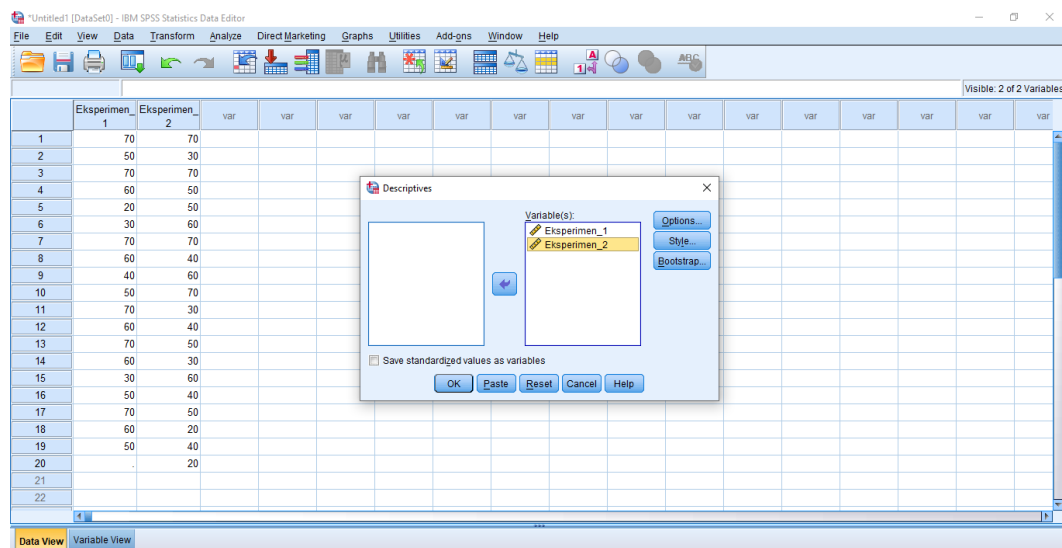 *Untitled1 [DataSet0] - IBM SPSS Statistics Data Editor
File Edit View Data Transform Analyze Direct Marketing Graphs Utilities Add-ons Window Help
Visible: 2 of 2 Variables
Eksperimen_1 Eksperimen_2 var var var var var var var var var var var var var var var
1 70 70
2 50 30
3 70 70
4 60 50
5 20 50
6 30 60
7 70 70
8 60 40
9 40 60
10 50 70
11 70 30
12 60 40
13 70 50
14 60 30
15 30 60
16 50 40
17 70 50
18 60 20
19 50 40
20 . 20
21
22
Descriptives
Variable(s):
Eksperimen_1
Eksperimen_2
Options...
Style...
Bootstrap...
Save standardized values as variables
OK Paste Reset Cancel Help
Data View Variable View